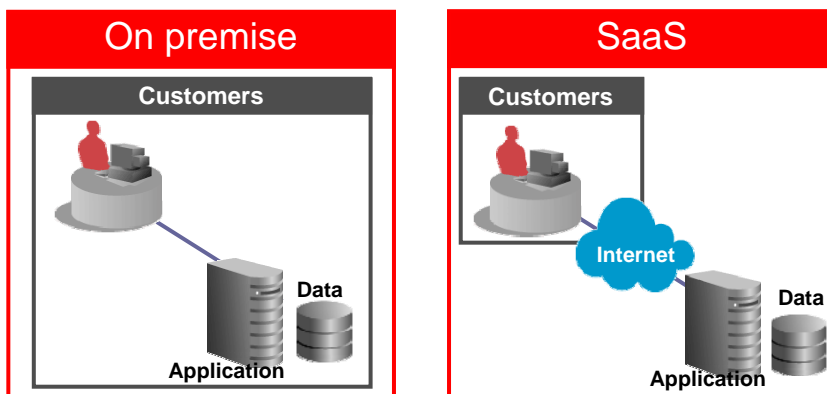 On premise
Customers
Data
Application
SaaS
Customers
Internet
Data
Application